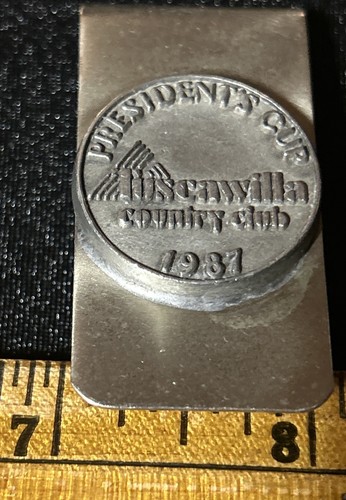 PRESIDENT'S CUP
Tuscawilla
country club
1987
7
8